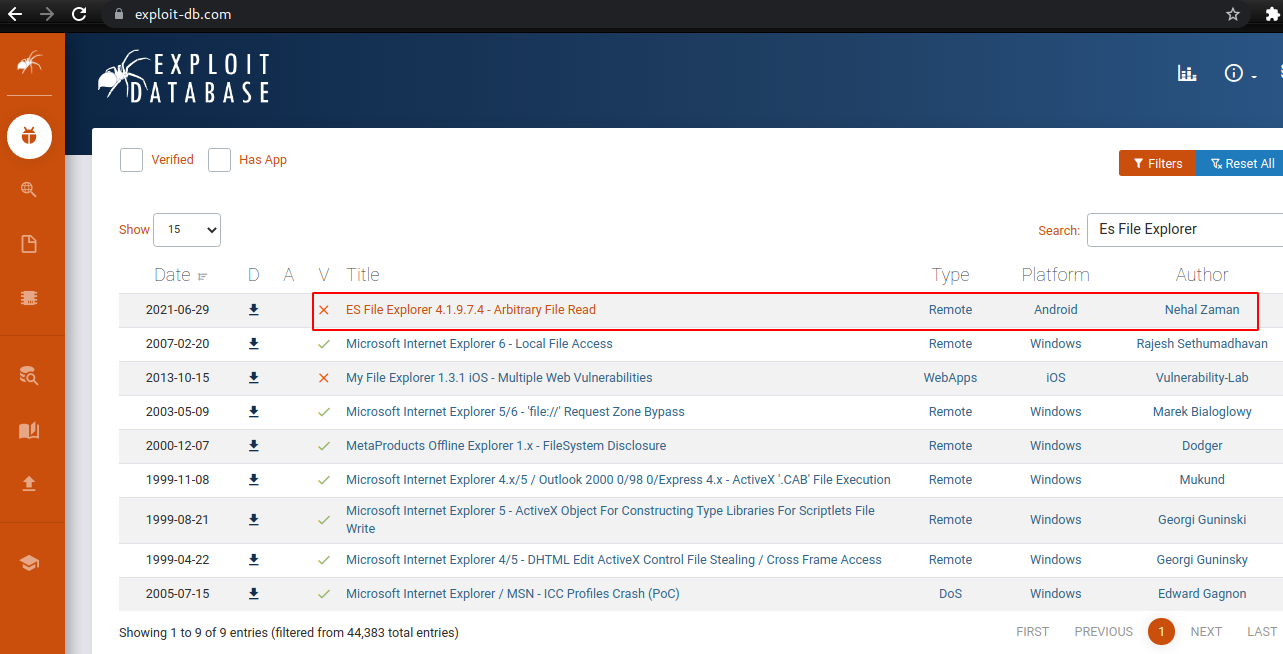 exploit-db.com
EXPLOIT
DATABASE
Verified Has App
Filters Reset All
Show 15 Search: Es File Explorer
Date D A V Title Type Platform Author
2021-06-29 ES File Explorer 4.1.9.7.4 - Arbitrary File Read Remote Android Nehal Zaman
2007-02-20 Microsoft Internet Explorer 6 - Local File Access Remote Windows Rajesh Sethumadhavan
2013-10-15 My File Explorer 1.3.1 iOS - Multiple Web Vulnerabilities WebApps iOS Vulnerability-Lab
2003-05-09 Microsoft Internet Explorer 5/6 - 'file://' Request Zone Bypass Remote Windows Marek Bialoglowy
2000-12-07 MetaProducts Offline Explorer 1.x - FileSystem Disclosure Remote Windows Dodger
1999-11-08 Microsoft Internet Explorer 4.x/5 / Outlook 2000 0/98 0/Express 4.x - ActiveX '.CAB' File Execution Remote Windows Mukund
1999-08-21 Microsoft Internet Explorer 5 - ActiveX Object For Constructing Type Libraries For Scriptlets File
Write Remote Windows Georgi Guninski
1999-04-22 Microsoft Internet Explorer 4/5 - DHTML Edit ActiveX Control File Stealing / Cross Frame Access Remote Windows Georgi Guninsky
2005-07-15 Microsoft Internet Explorer / MSN - ICC Profiles Crash (PoC) DoS Windows Edward Gagnon
Showing 1 to 9 of 9 entries (filtered from 44,383 total entries) FIRST PREVIOUS 1 NEXT LAST